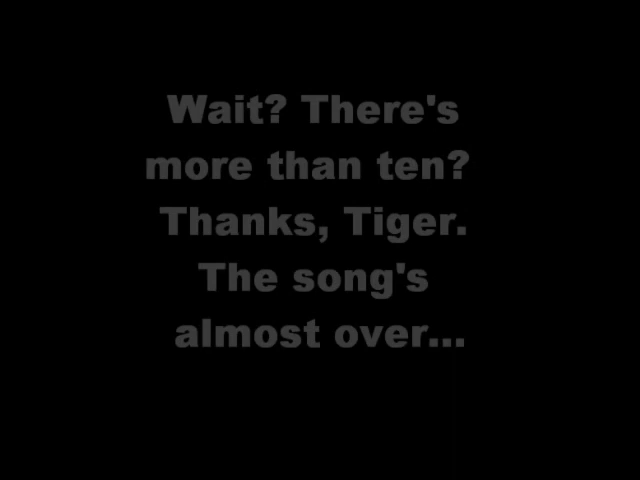 Wait? There's
more than ten?
Thanks, Tiger.
The song's
almost over...